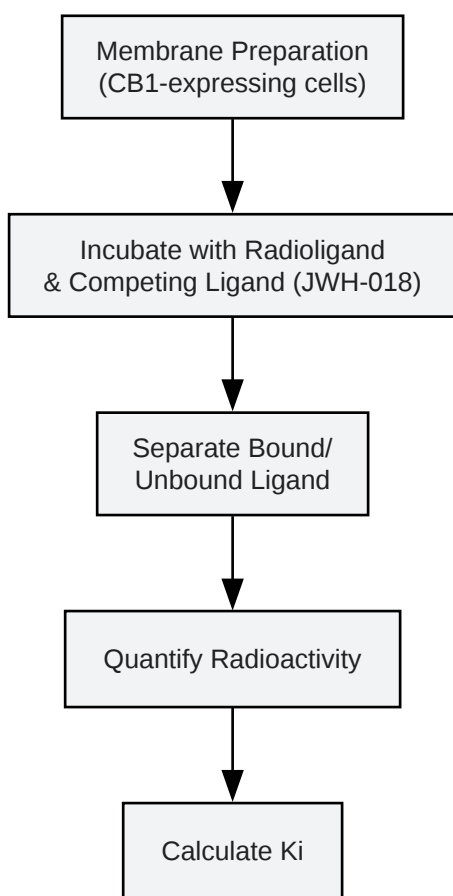 Membrane Preparation
(CB1-expressing cells)
Incubate with Radioligand
& Competing Ligand (JWH-018)
Separate Bound/
Unbound Ligand
Quantify Radioactivity
Calculate Ki